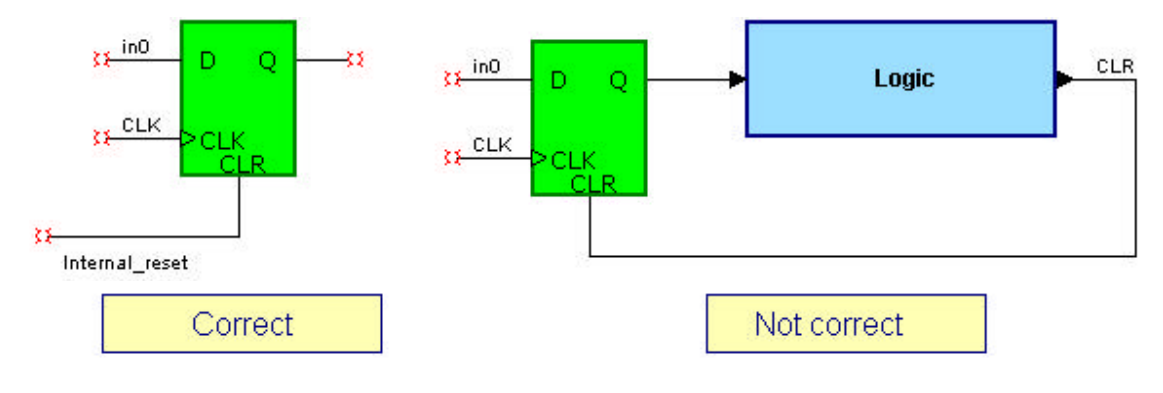 in0
D Q
CLK
CLK
CLR
Internal_reset
Correct
in0
D Q
CLK
CLK
CLR
Logic
CLR
Not correct